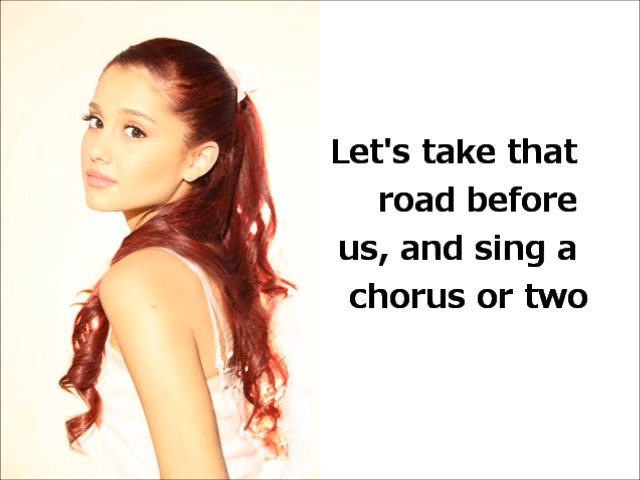 Let's take that
road before
us, and sing a
chorus or two